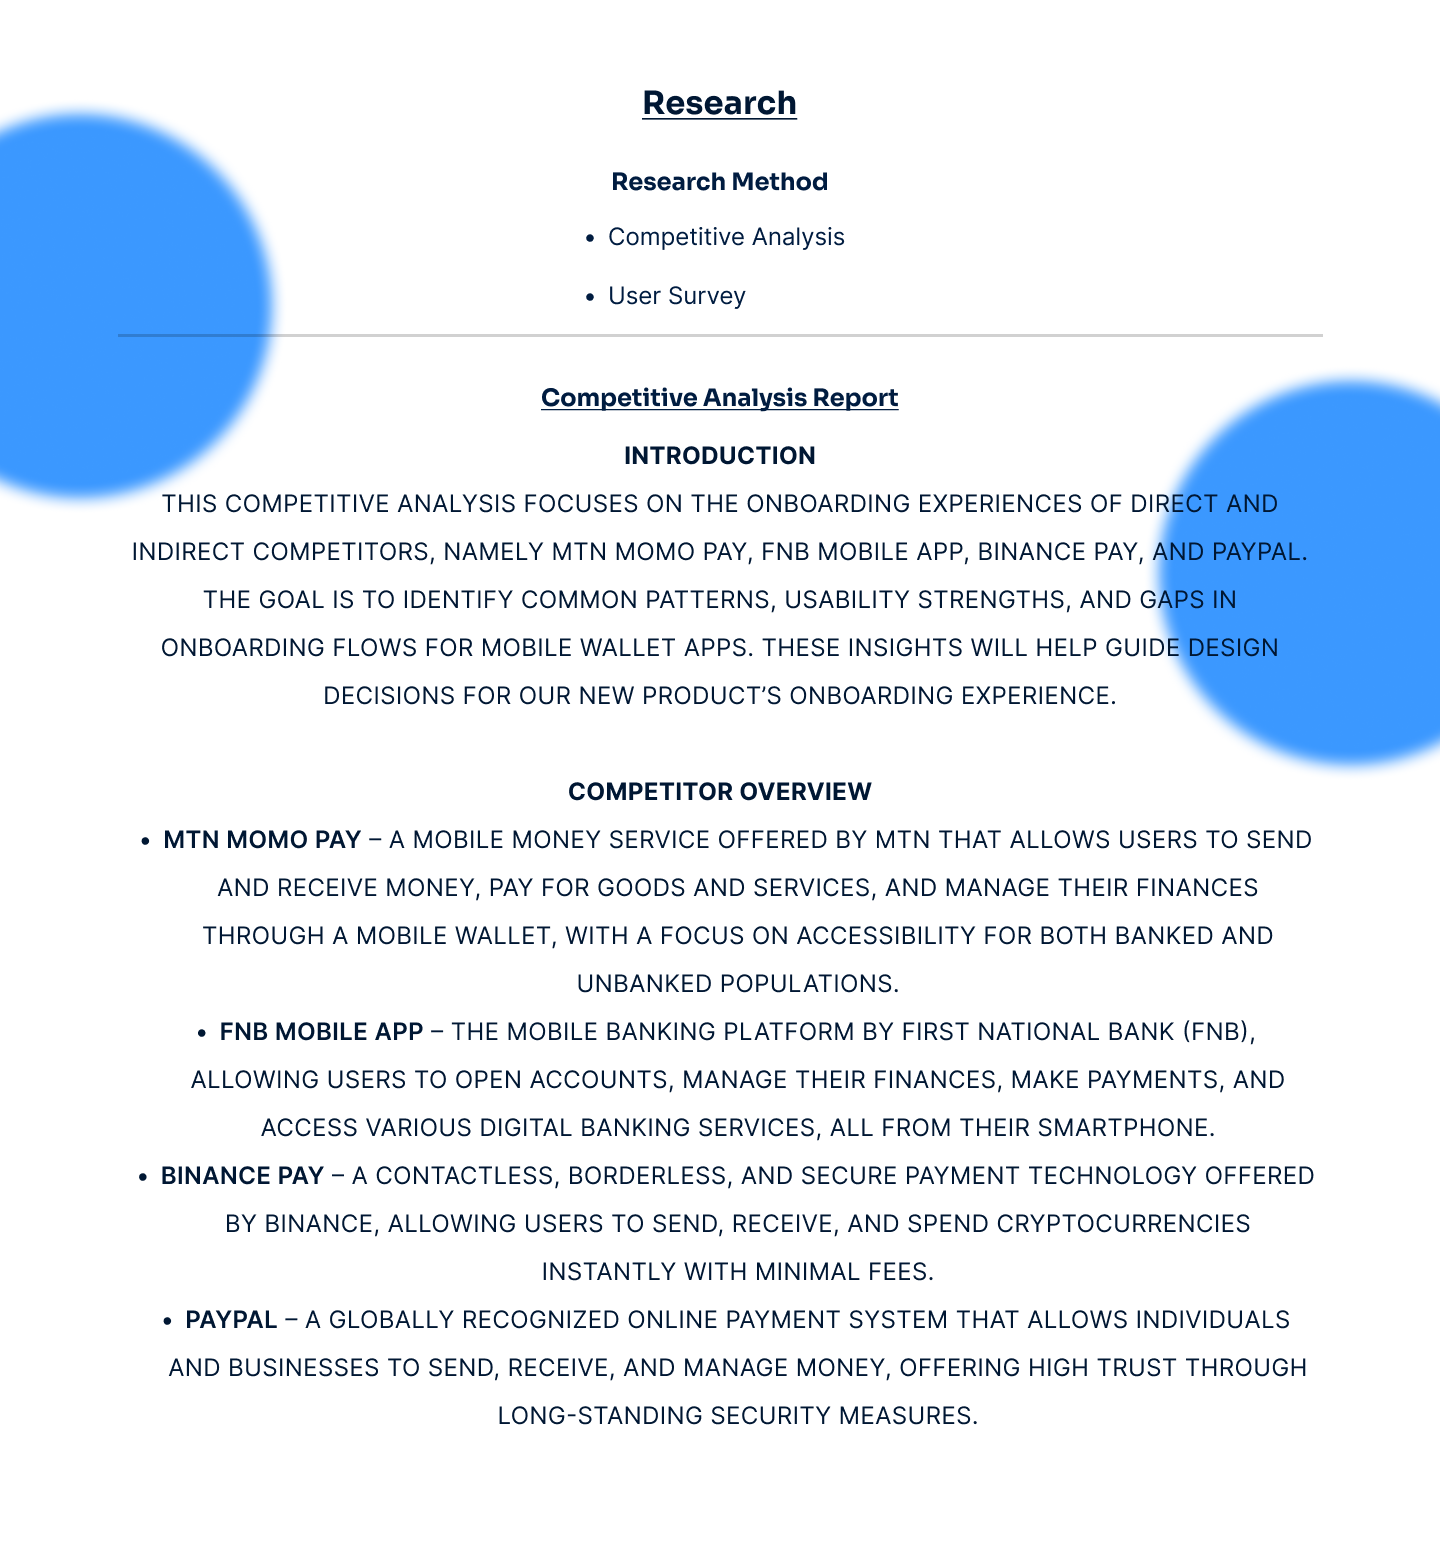 Research
Research Method
• Competitive Analysis
• User Survey
Competitive Analysis Report
INTRODUCTION
THIS COMPETITIVE ANALYSIS FOCUSES ON THE ONBOARDING EXPERIENCES OF DIRECT AND
INDIRECT COMPETITORS, NAMELY MTN MOMO PAY, FNB MOBILE APP, BINANCE PAY, AND PAYPAL.
THE GOAL IS TO IDENTIFY COMMON PATTERNS, USABILITY STRENGTHS, AND GAPS IN
ONBOARDING FLOWS FOR MOBILE WALLET APPS. THESE INSIGHTS WILL HELP GUIDE DESIGN
DECISIONS FOR OUR NEW PRODUCT’S ONBOARDING EXPERIENCE.
COMPETITOR OVERVIEW
• MTN MOMO PAY – A MOBILE MONEY SERVICE OFFERED BY MTN THAT ALLOWS USERS TO SEND
AND RECEIVE MONEY, PAY FOR GOODS AND SERVICES, AND MANAGE THEIR FINANCES
THROUGH A MOBILE WALLET, WITH A FOCUS ON ACCESSIBILITY FOR BOTH BANKED AND
UNBANKED POPULATIONS.
• FNB MOBILE APP – THE MOBILE BANKING PLATFORM BY FIRST NATIONAL BANK (FNB),
ALLOWING USERS TO OPEN ACCOUNTS, MANAGE THEIR FINANCES, MAKE PAYMENTS, AND
ACCESS VARIOUS DIGITAL BANKING SERVICES, ALL FROM THEIR SMARTPHONE.
• BINANCE PAY – A CONTACTLESS, BORDERLESS, AND SECURE PAYMENT TECHNOLOGY OFFERED
BY BINANCE, ALLOWING USERS TO SEND, RECEIVE, AND SPEND CRYPTOCURRENCIES
INSTANTLY WITH MINIMAL FEES.
• PAYPAL – A GLOBALLY RECOGNIZED ONLINE PAYMENT SYSTEM THAT ALLOWS INDIVIDUALS
AND BUSINESSES TO SEND, RECEIVE, AND MANAGE MONEY, OFFERING HIGH TRUST THROUGH
LONG-STANDING SECURITY MEASURES.